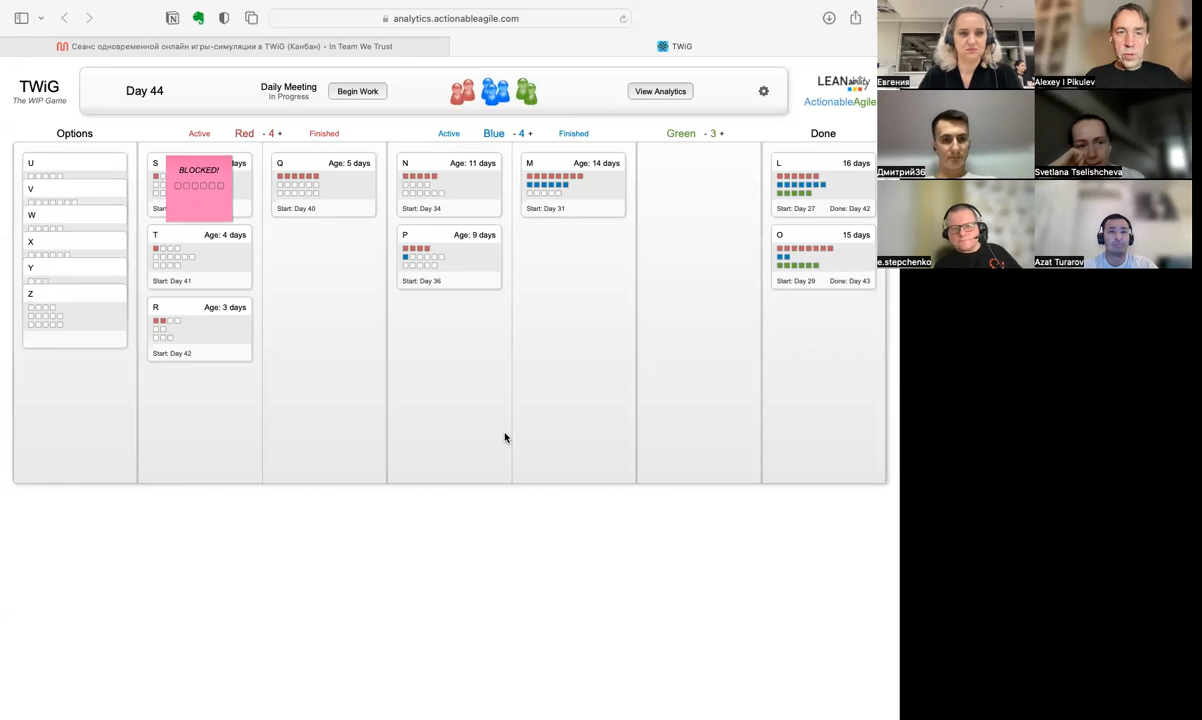 analytics.actionableagile.com
Сеанс одновременной онлайн игры-симуляции в TWiG (Канбан) • In Team We Trust
TWiG
TWiG
The WIP Game
Day 44
Daily Meeting
In Progress
Begin Work
View Analytics
LEANability
ActionableAgile
Options
Active
Red - 4 +
Finished
Active
Blue - 4 +
Finished
Green - 3 +
Done
U
V
W
X
Y
Z
S
days
BLOCKED!
Start
T
Age: 4 days
Start: Day 41
R
Age: 3 days
Start: Day 42
Q
Age: 5 days
Start: Day 40
N
Age: 11 days
Start: Day 34
P
Age: 9 days
Start: Day 36
M
Age: 14 days
Start: Day 31
L
16 days
Start: Day 27
Done: Day 42
O
15 days
Start: Day 29
Done: Day 43
Евгения
Alexey I Pikulev
Дмитрий36
Svetlana Tselishcheva
e.stepchenko
Azat Turarov